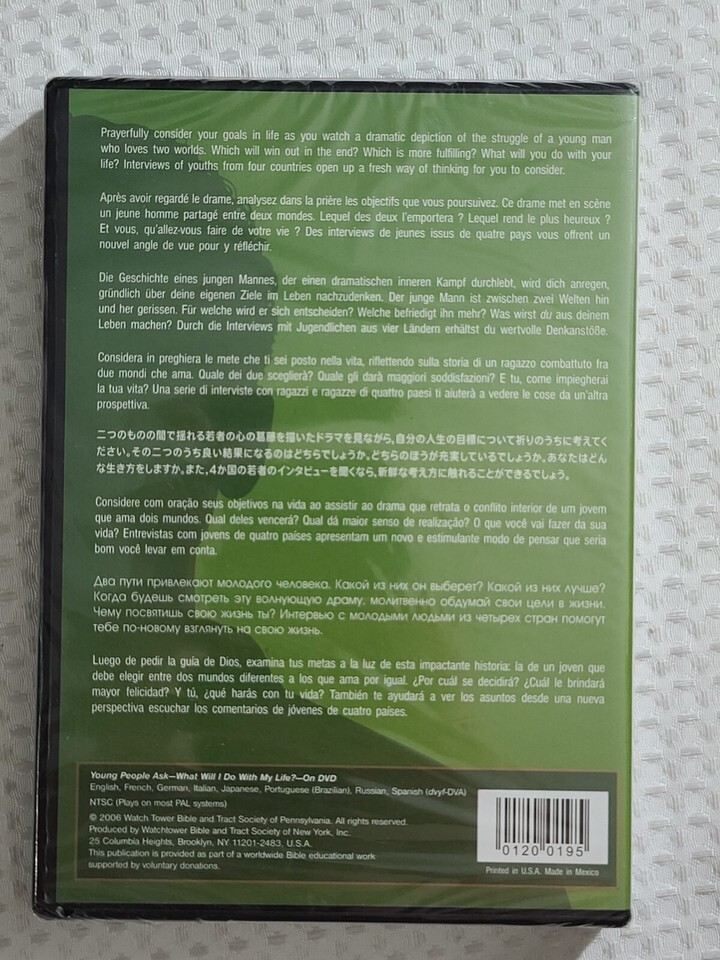 Prayerfully consider your goals in life as you watch a dramatic depiction of the struggle of a young man
who loves two worlds. Which will win out in the end? Which is more fulfilling? What will you do with your
life? Interviews of youths from four countries open up a fresh way of thinking for you to consider.
Après avoir regardé le drame, analysez dans la prière les objectifs que vous poursuivez. Ce drame met en scène
un jeune homme partagé entre deux mondes. Lequel des deux l'emportera ? Lequel rend le plus heureux ?
Et vous, qu'allez-vous faire de votre vie ? Des interviews de jeunes issus de quatre pays vous offrent un
nouvel angle de vue pour y réfléchir.
Die Geschichte eines jungen Mannes, der einen dramatischen inneren Kampf durchlebt, wird dich anregen,
gründlich über deine eigenen Ziele im Leben nachzudenken. Der junge Mann ist zwischen zwei Welten hin
und her gerissen. Für welche wird er sich entscheiden? Welche befriedigt ihn mehr? Was wirst du aus deinem
Leben machen? Durch die Interviews mit Jugendlichen aus vier Ländern erhältst du wertvolle Denkanstöße.
Considera in preghiera le mete che ti sei posto nella vita, riflettendo sulla storia di un ragazzo combattuto fra
due mondi che ama. Quale dei due sceglierà? Quale gli darà maggiori soddisfazioni? E tu, come impiegherai
la tua vita? Una serie di interviste con ragazzi e ragazze di quattro paesi ti aiuterà a vedere le cose da un'altra
prospettiva.
二つのものの間で揺れる若者の心の葛藤を描いたドラマを見ながら,自分の人生の目標について祈りのうちに考えてく
ださい。その二つのうち良い結果になるのはどちらでしょうか。どちらのほうが充実しているでしょうか。あなたはどん
な生き方をしますか。また,4か国の若者のインタビューを聞くなら,新鮮な考え方に触れることができるでしょう。
Considere com oração seus objetivos na vida ao assistir ao drama que retrata o conflito interior de um jovem
que ama dois mundos. Qual deles vencerá? Qual dá maior senso de realização? O que você vai fazer da sua
vida? Entrevistas com jovens de quatro países apresentam um novo e estimulante modo de pensar que seria
bom você levar em conta.
Два пути привлекают молодого человека. Какой из них он выберет? Какой из них лучше?
Когда будешь смотреть эту волнующую драму, молитвенно обдумай свои цели в жизни.
Чему посвятишь свою жизнь ты? Интервью с молодыми людьми из четырех стран помогут
тебе по-новому взглянуть на свою жизнь.
Luego de pedir la guía de Dios, examina tus metas a la luz de esta impactante historia: la de un joven que
debe elegir entre dos mundos diferentes a los que ama por igual. ¿Por cuál se decidirá? ¿Cuál le brindará
mayor felicidad? Y tú, ¿qué harás con tu vida? También te ayudará a ver los asuntos desde una nueva
perspectiva escuchar los comentarios de jóvenes de cuatro países.
Young People Ask—What Will I Do With My Life?—On DVD
English, French, German, Italian, Japanese, Portuguese (Brazilian), Russian, Spanish (dvyf-DVA)
NTSC (Plays on most PAL systems)
© 2006 Watch Tower Bible and Tract Society of Pennsylvania. All rights reserved.
Produced by Watchtower Bible and Tract Society of New York, Inc.
25 Columbia Heights, Brooklyn, NY 11201-2483, U.S.A.
This publication is provided as part of a worldwide Bible educational work
supported by voluntary donations.
0120 0195
Printed in U.S.A. Made in Mexico